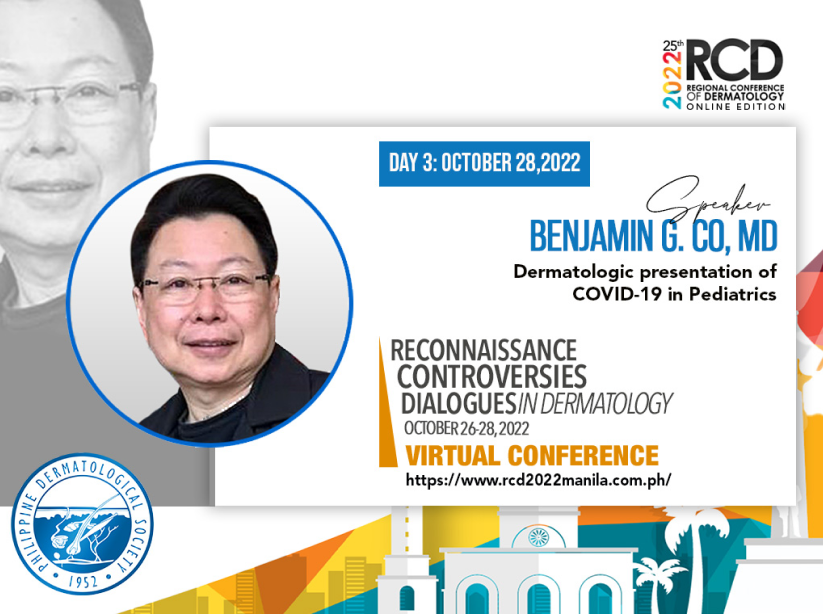 25th
2022
RCD
REGIONAL CONFERENCE
OF DERMATOLOGY
ONLINE EDITION
DAY 3: OCTOBER 28,2022
Speaker
BENJAMIN G. CO, MD
Dermatologic presentation of
COVID-19 in Pediatrics
RECONNAISSANCE
CONTROVERSIES
DIALOGUES IN DERMATOLOGY
OCTOBER 26-28, 2022
VIRTUAL CONFERENCE
https://www.rcd2022manila.com.ph/
PHILIPPINE DERMATOLOGICAL SOCIETY
• 1952 •